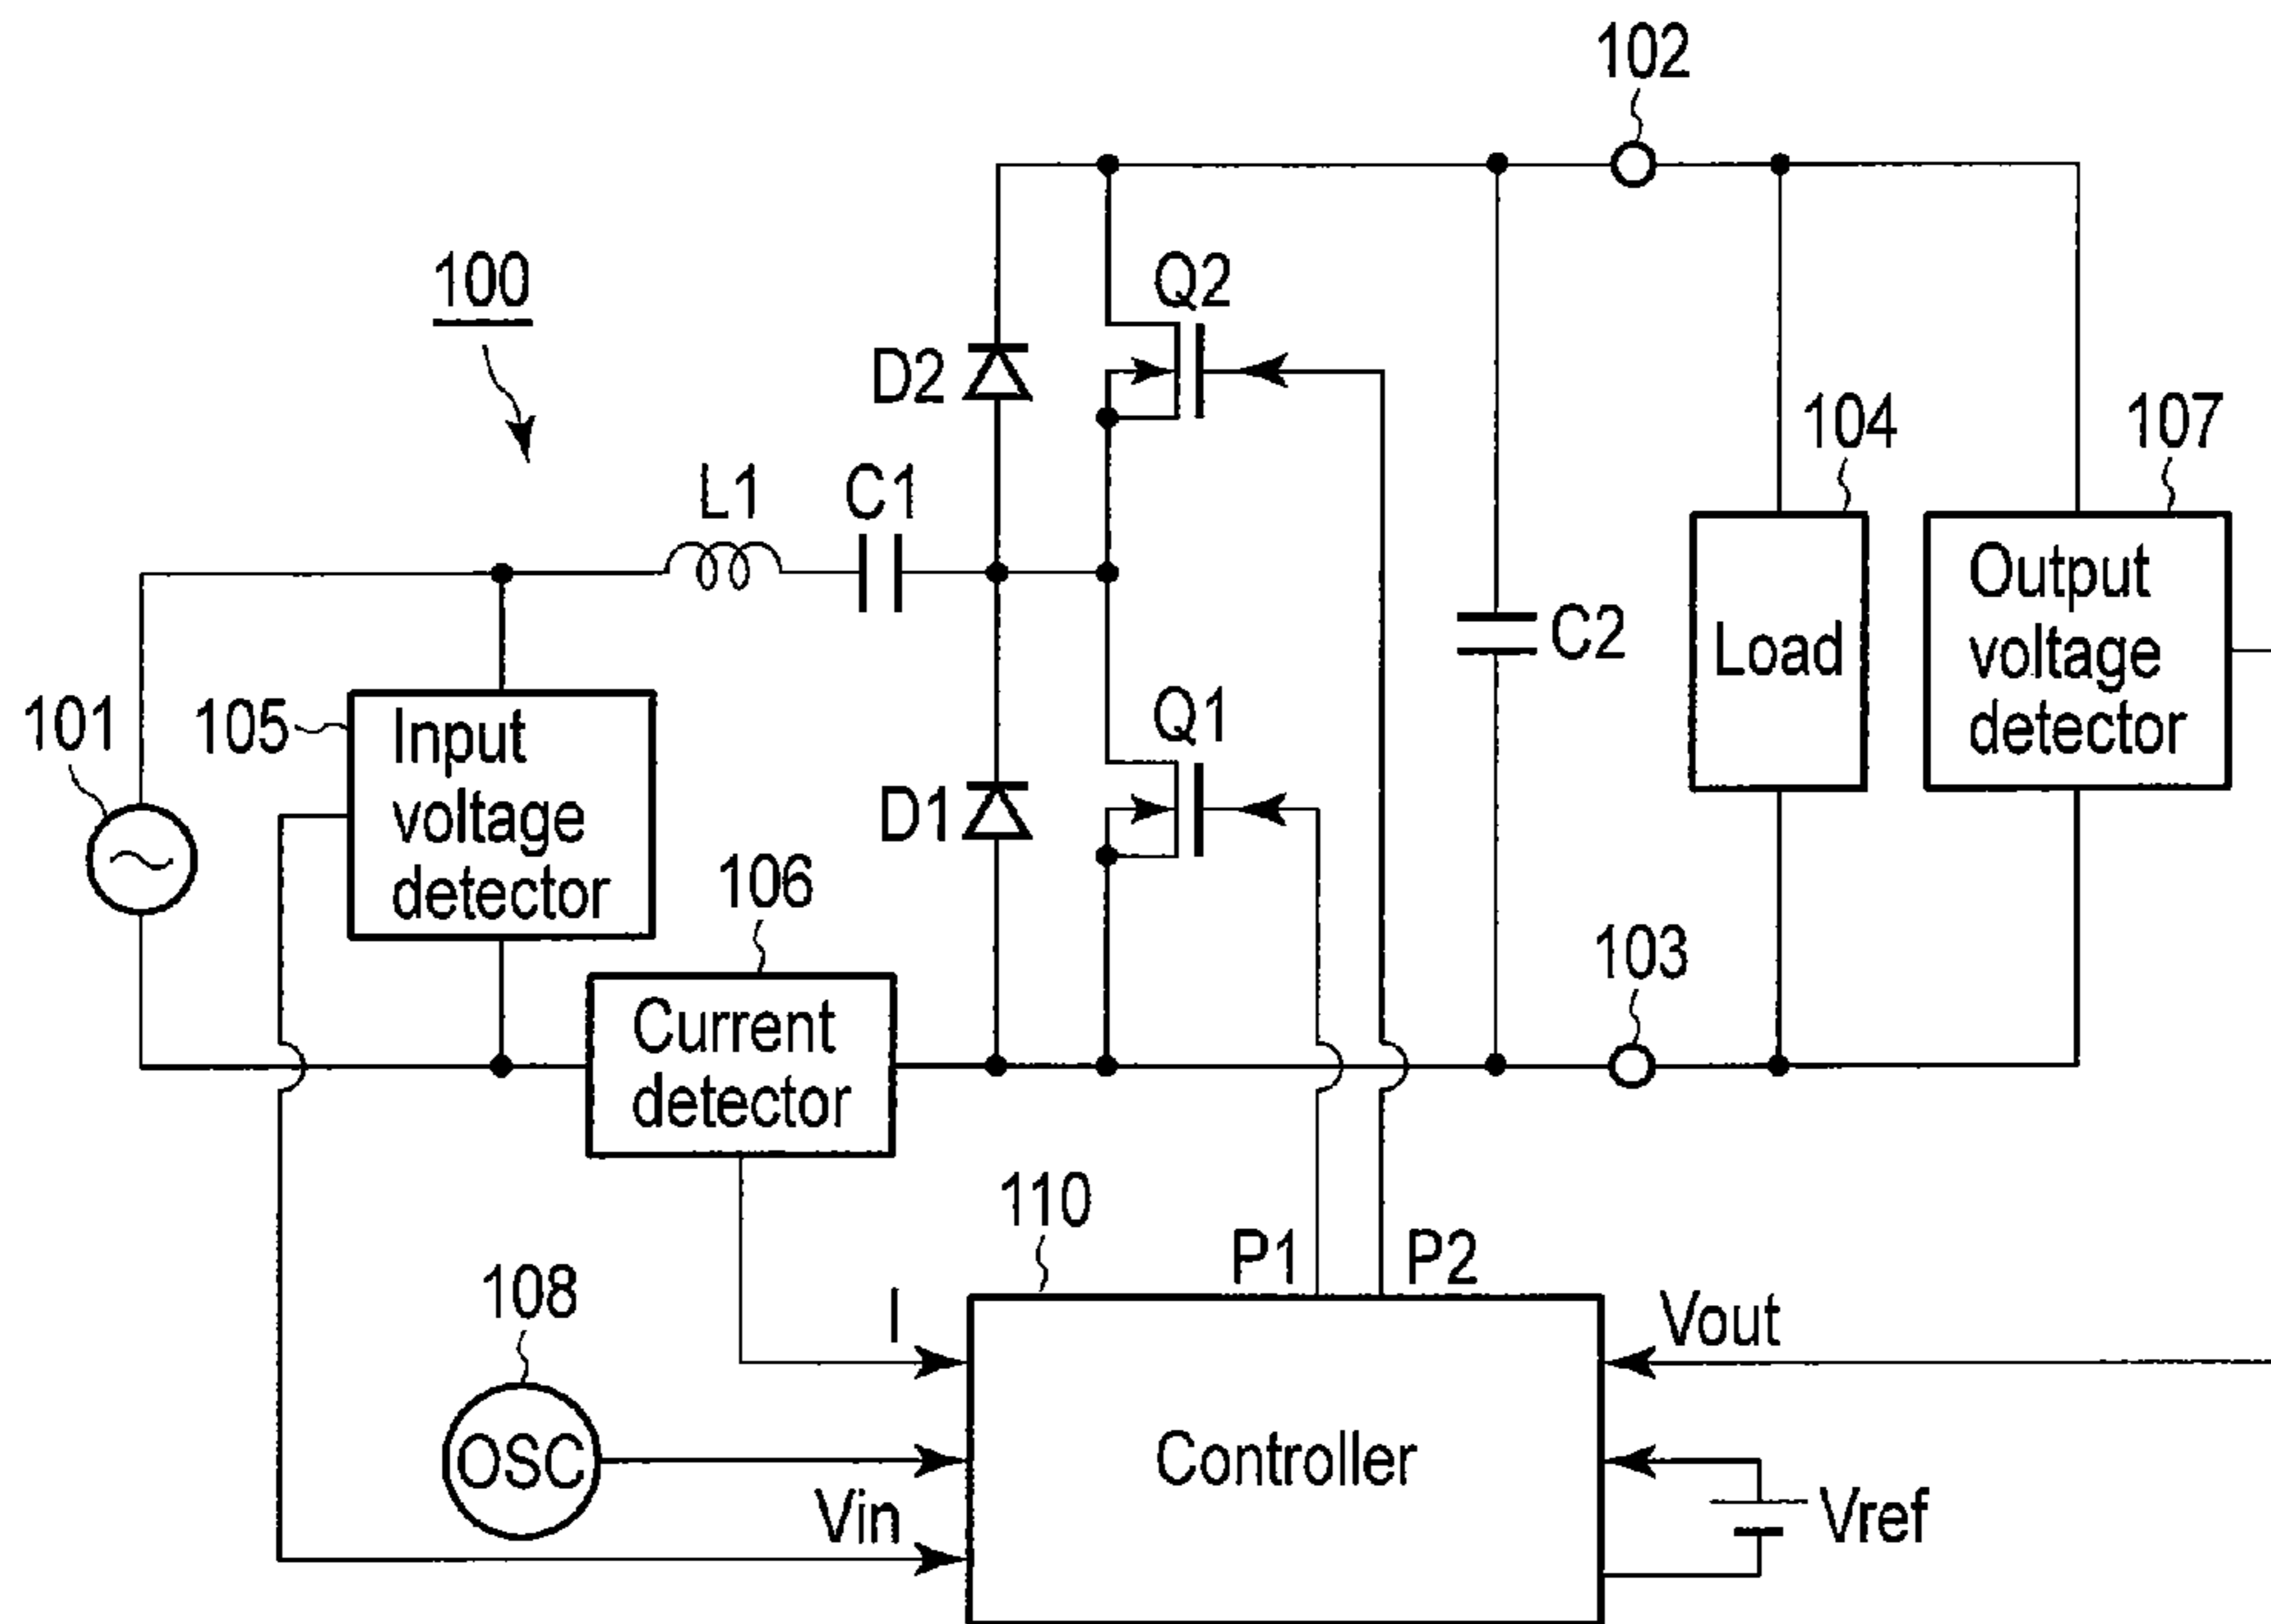 102
100
Q2
D2
104
107
L1
C1
Output
voltage
detector
Load
C2
101
105
Input
voltage
detector
Q1
D1
106
103
Current
detector
110
P1
P2
108
I
Vout
OSC
Controller
Vin
Vref